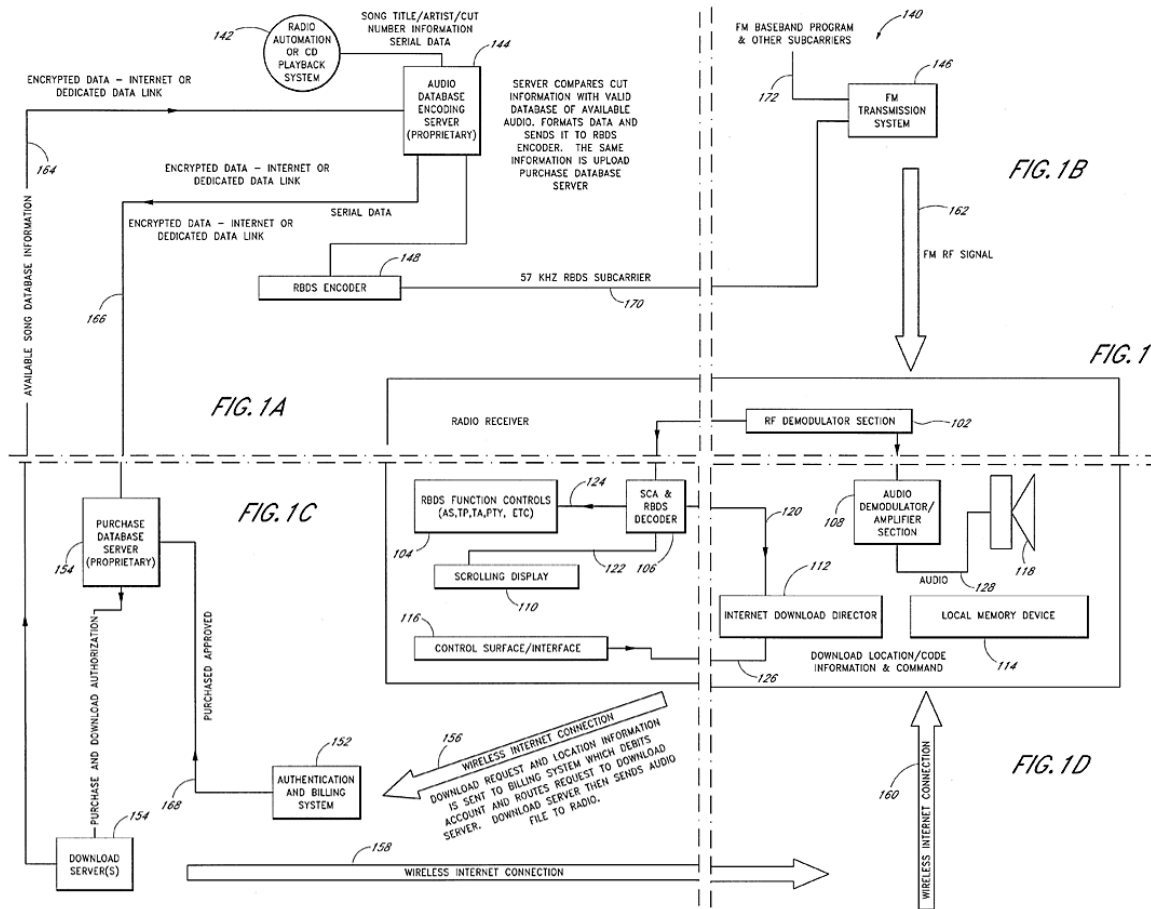 SONG TITLE/ARTIST/CUT
NUMBER INFORMATION
SERIAL DATA
142
RADIO
AUTOMATION
OR CD
PLAYBACK
SYSTEM
144
ENCRYPTED DATA – INTERNET OR
DEDICATED DATA LINK
AUDIO
DATABASE
ENCODING
SERVER
(PROPRIETARY)
SERVER COMPARES CUT
INFORMATION WITH VALID
DATABASE OF AVAILABLE
AUDIO. FORMATS DATA AND
SENDS IT TO RBDS
ENCODER. THE SAME
INFORMATION IS UPLOAD
PURCHASE DATABASE
SERVER
164
ENCRYPTED DATA – INTERNET OR
DEDICATED DATA LINK
SERIAL DATA
ENCRYPTED DATA – INTERNET OR
DEDICATED DATA LINK
148
RBDS ENCODER
57 KHZ RBDS SUBCARRIER
170
166
AVAILABLE SONG DATABASE INFORMATION
FIG. 1A
FM BASEBAND PROGRAM
& OTHER SUBCARRIERS
140
172
146
FM
TRANSMISSION
SYSTEM
FIG. 1B
162
FM RF SIGNAL
FIG. 1
RADIO RECEIVER
RF DEMODULATOR SECTION
102
FIG. 1C
PURCHASE
DATABASE
SERVER
(PROPRIETARY)
154
RBDS FUNCTION CONTROLS
(AS,TP,TA,PTY, ETC)
104
124
SCA &
RBDS
DECODER
106
122
SCROLLING DISPLAY
110
116
CONTROL SURFACE/INTERFACE
120
112
INTERNET DOWNLOAD DIRECTOR
126
108
AUDIO
DEMODULATOR/
AMPLIFIER
SECTION
AUDIO
128
118
LOCAL MEMORY DEVICE
114
DOWNLOAD LOCATION/CODE
INFORMATION & COMMAND
PURCHASE AND DOWNLOAD AUTHORIZATION
PURCHASED APPROVED
168
152
AUTHENTICATION
AND BILLING
SYSTEM
156
WIRELESS INTERNET CONNECTION
DOWNLOAD REQUEST AND LOCATION INFORMATION
IS SENT TO BILLING SYSTEM WHICH DEBITS
ACCOUNT AND ROUTES REQUEST TO DOWNLOAD
SERVER. DOWNLOAD SERVER THEN SENDS AUDIO
FILE TO RADIO.
154
DOWNLOAD
SERVER(S)
158
WIRELESS INTERNET CONNECTION
160
WIRELESS INTERNET CONNECTION
FIG. 1D